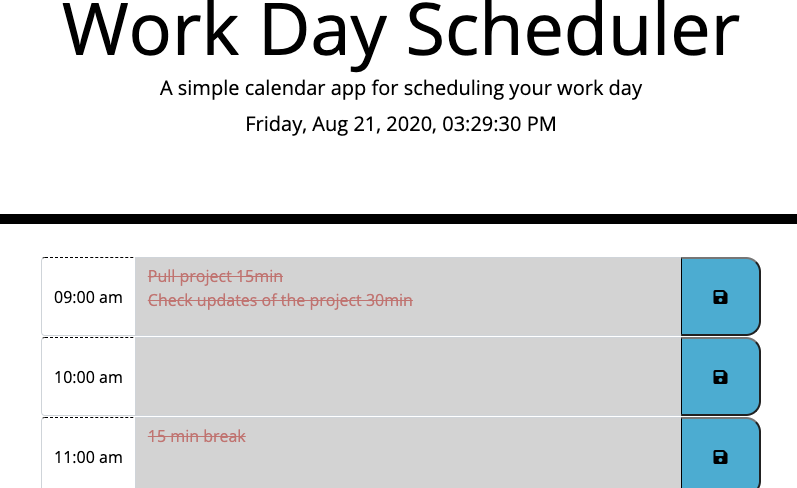 Work Day Scheduler
A simple calendar app for scheduling your work day
Friday, Aug 21, 2020, 03:29:30 PM
09:00 am
Pull project 15min
Check updates of the project 30min
10:00 am
11:00 am
15 min break